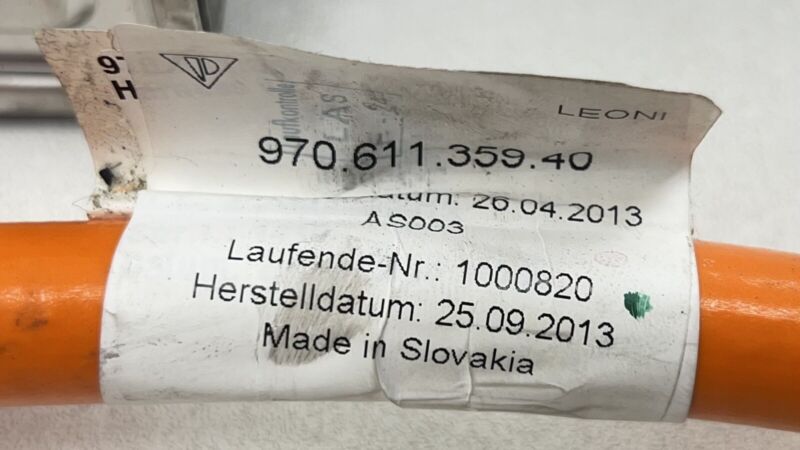 LEONI
970.611.359.40
atum: 26.04.2013
AS003
Laufende-Nr.: 1000820
Herstelldatum: 25.09.2013
Made in Slovakia